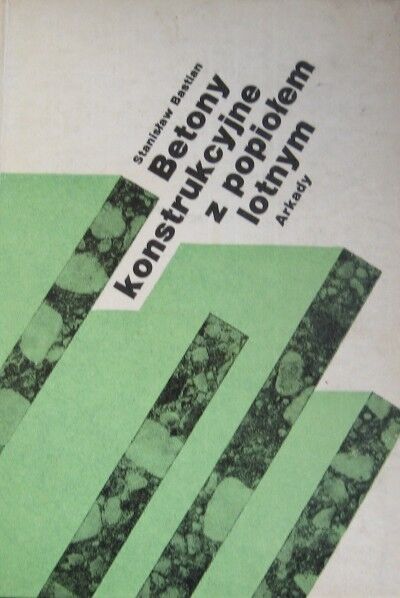 Stanisław Bastian
Betony
konstrukcyjne
z popiołem
lotnym
Arkady